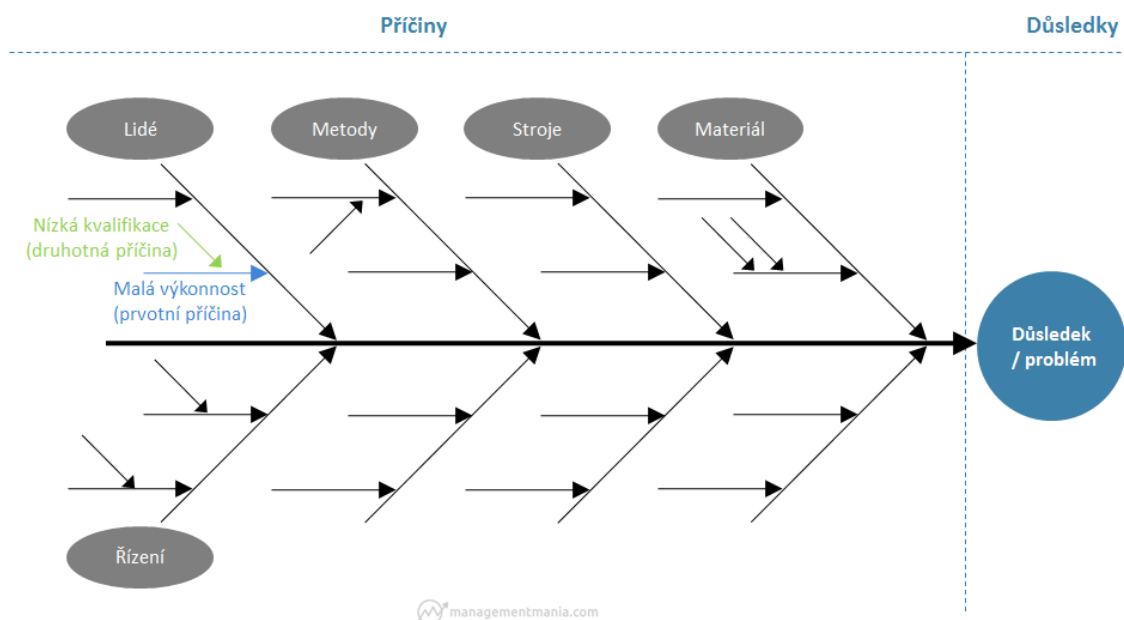 Příčiny
Důsledky
Lidé
Metody
Stroje
Materiál
Nízká kvalifikace
(druhotná příčina)
Malá výkonnost
(prvotní příčina)
Důsledek
/ problém
Řízení
managementmania.com